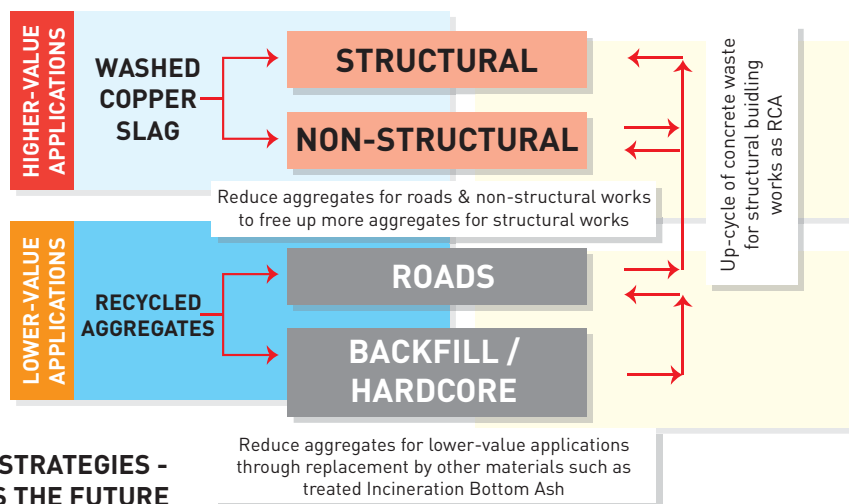 HIGHER-VALUE
APPLICATIONS
WASHED
COPPER
SLAG
STRUCTURAL
NON-STRUCTURAL
Reduce aggregates for roads & non-structural works
to free up more aggregates for structural works
Up-cycle of concrete waste
for structural buidling
works as RCA
LOWER-VALUE
APPLICATIONS
RECYCLED
AGGREGATES
ROADS
BACKFILL /
HARDCORE
Reduce aggregates for lower-value applications
through replacement by other materials such as
treated Incineration Bottom Ash
STRATEGIES -
THE FUTURE